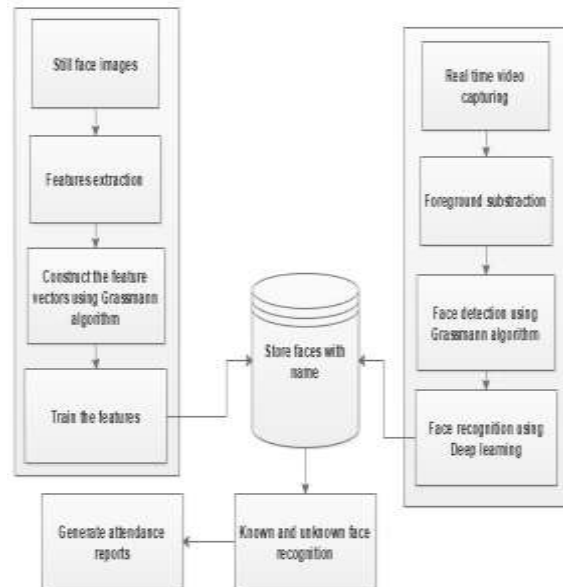 Still face images
Features extraction
Construct the feature
vectors using Grassmann
algorithm
Train the features
Real time video
capturing
Foreground substraction
Face detection using
Grassmann algorithm
Face recognition using
Deep learning
Store faces with
name
Known and unknown face
recognition
Generate attendance
reports